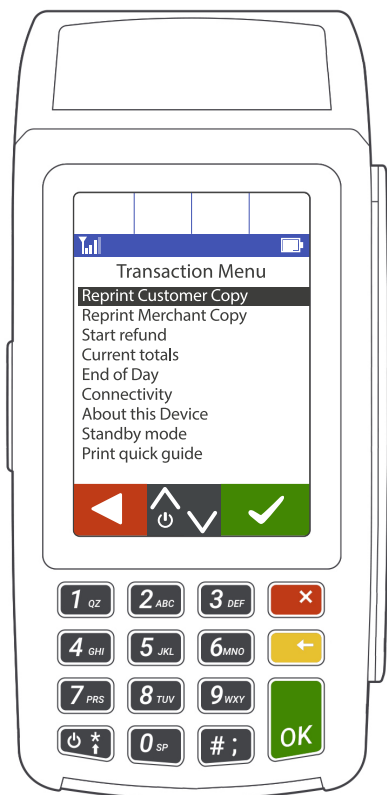 Transaction Menu
Reprint Customer Copy
Reprint Merchant Copy
Start refund
Current totals
End of Day
Connectivity
About this Device
Standby mode
Print quick guide
1 QZ 2 ABC 3 DEF ×
4 GHI 5 JKL 6 MNO
7 PRS 8 TUV 9 WXY
* 0 SP # ; OK